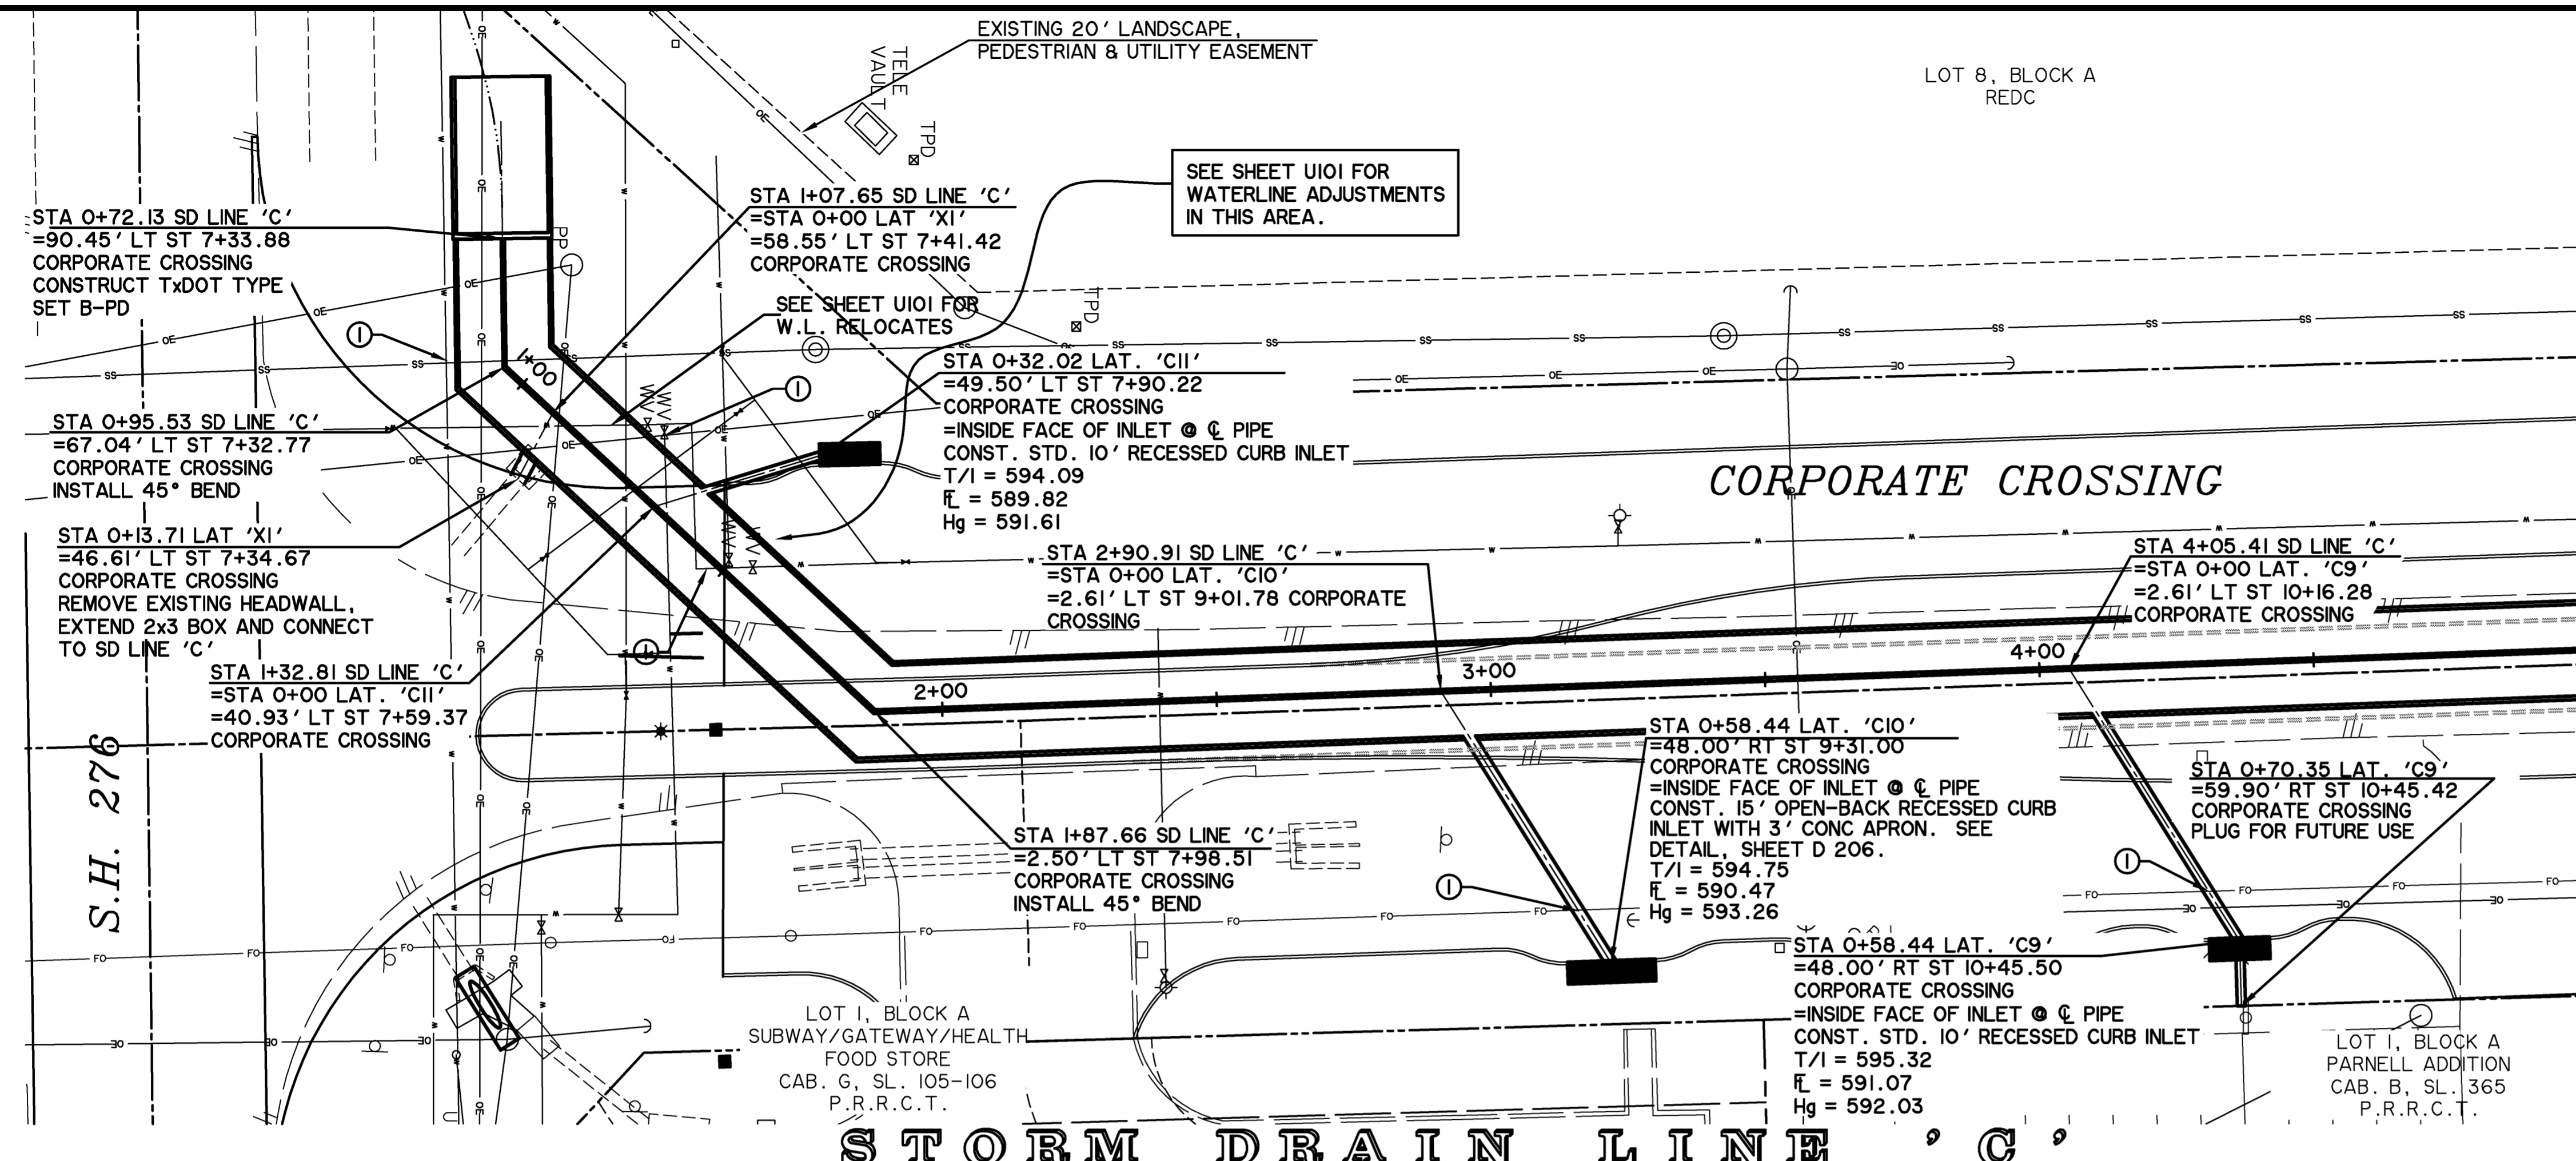 EXISTING 20' LANDSCAPE,
PEDESTRIAN & UTILITY EASEMENT
TELE
VAULT
TPD
LOT 8, BLOCK A
REDC
SEE SHEET U101 FOR
WATERLINE ADJUSTMENTS
IN THIS AREA.
STA 0+72.13 SD LINE 'C'
=90.45' LT ST 7+33.88
CORPORATE CROSSING
CONSTRUCT TxDOT TYPE
SET B-PD
STA 1+07.65 SD LINE 'C'
=STA 0+00 LAT 'X1'
=58.55' LT ST 7+41.42
CORPORATE CROSSING
PP
SEE SHEET U101 FOR
W.L. RELOCATES
TPD
1
1+00
1
WV
WV
STA 0+32.02 LAT. 'C11'
=49.50' LT ST 7+90.22
CORPORATE CROSSING
=INSIDE FACE OF INLET @ ℄ PIPE
CONST. STD. 10' RECESSED CURB INLET
T/I = 594.09
FL = 589.82
Hg = 591.61
STA 0+95.53 SD LINE 'C'
=67.04' LT ST 7+32.77
CORPORATE CROSSING
INSTALL 45° BEND
CORPORATE CROSSING
STA 0+13.71 LAT 'X1'
=46.61' LT ST 7+34.67
CORPORATE CROSSING
REMOVE EXISTING HEADWALL,
EXTEND 2x3 BOX AND CONNECT
TO SD LINE 'C'
WV
WV
STA 2+90.91 SD LINE 'C'
=STA 0+00 LAT. 'C10'
=2.61' LT ST 9+01.78 CORPORATE
CROSSING
STA 4+05.41 SD LINE 'C'
=STA 0+00 LAT. 'C9'
=2.61' LT ST 10+16.28
CORPORATE CROSSING
1
STA 1+32.81 SD LINE 'C'
=STA 0+00 LAT. 'C11'
=40.93' LT ST 7+59.37
CORPORATE CROSSING
2+00
3+00
4+00
S.H. 276
STA 0+58.44 LAT. 'C10'
=48.00' RT ST 9+31.00
CORPORATE CROSSING
=INSIDE FACE OF INLET @ ℄ PIPE
CONST. 15' OPEN-BACK RECESSED CURB
INLET WITH 3' CONC APRON. SEE
DETAIL, SHEET D 206.
T/I = 594.75
FL = 590.47
Hg = 593.26
STA 0+70.35 LAT. 'C9'
=59.90' RT ST 10+45.42
CORPORATE CROSSING
PLUG FOR FUTURE USE
STA 1+87.66 SD LINE 'C'
=2.50' LT ST 7+98.51
CORPORATE CROSSING
INSTALL 45° BEND
1
1
STA 0+58.44 LAT. 'C9'
=48.00' RT ST 10+45.50
CORPORATE CROSSING
=INSIDE FACE OF INLET @ ℄ PIPE
CONST. STD. 10' RECESSED CURB INLET
T/I = 595.32
FL = 591.07
Hg = 592.03
LOT 1, BLOCK A
SUBWAY/GATEWAY/HEALTH
FOOD STORE
CAB. G, SL. 105-106
P.R.R.C.T.
LOT 1, BLOCK A
PARNELL ADDITION
CAB. B, SL. 365
P.R.R.C.T.
STORM DRAIN LINE 'C'